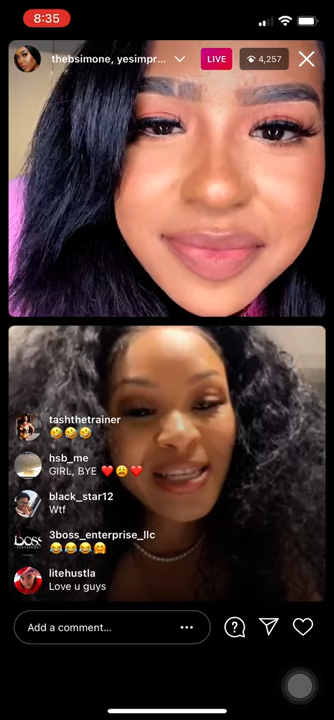 8:35
thebsimone, yesimpr...
LIVE
4,257
tashthetrainer
🤣🤣🤣
hsb_me
GIRL, BYE ❤️😩❤️
black_star12
Wtf
3boss_enterprise_llc
😂😂😂🤗
litehustla
Love u guys
Add a comment...